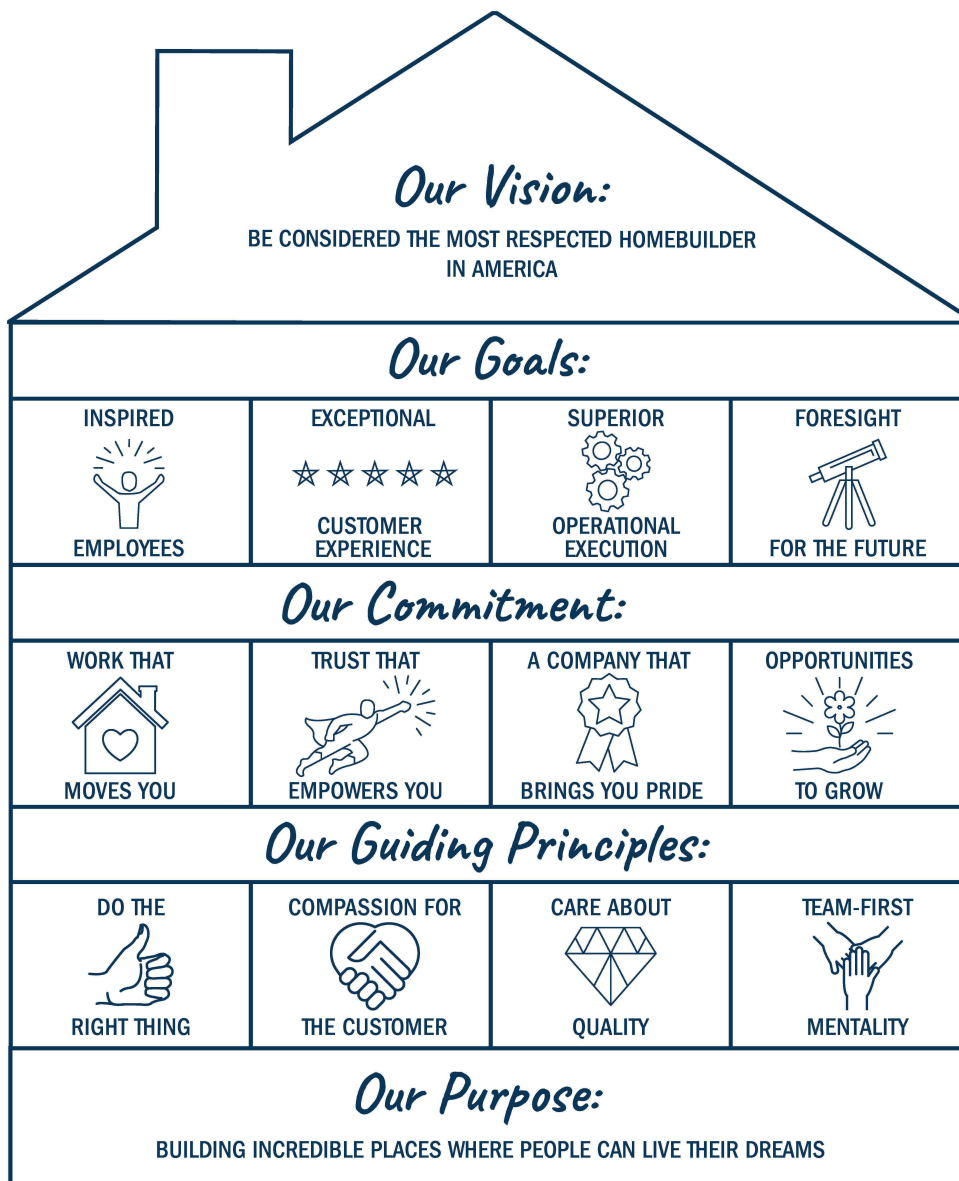 Our Vision:
BE CONSIDERED THE MOST RESPECTED HOMEBUILDER
IN AMERICA
Our Goals:
INSPIRED
EMPLOYEES
EXCEPTIONAL
CUSTOMER
EXPERIENCE
SUPERIOR
OPERATIONAL
EXECUTION
FORESIGHT
FOR THE FUTURE
Our Commitment:
WORK THAT
MOVES YOU
TRUST THAT
EMPOWERS YOU
A COMPANY THAT
BRINGS YOU PRIDE
OPPORTUNITIES
TO GROW
Our Guiding Principles:
DO THE
RIGHT THING
COMPASSION FOR
THE CUSTOMER
CARE ABOUT
QUALITY
TEAM-FIRST
MENTALITY
Our Purpose:
BUILDING INCREDIBLE PLACES WHERE PEOPLE CAN LIVE THEIR DREAMS